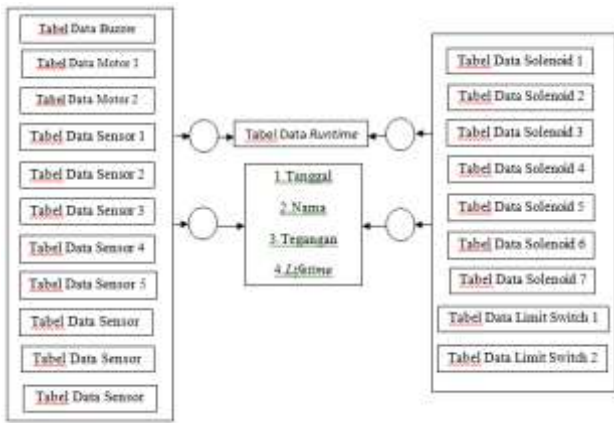 Tabel Data Buzzer
Tabel Data Motor 1
Tabel Data Motor 2
Tabel Data Sensor 1
Tabel Data Sensor 2
Tabel Data Sensor 3
Tabel Data Sensor 4
Tabel Data Sensor 5
Tabel Data Sensor
Tabel Data Sensor
Tabel Data Sensor
Tabel Data Runtime
1.Tanggal
2.Nama
3.Tegangan
4.Lifetime
Tabel Data Solenoid 1
Tabel Data Solenoid 2
Tabel Data Solenoid 3
Tabel Data Solenoid 4
Tabel Data Solenoid 5
Tabel Data Solenoid 6
Tabel Data Solenoid 7
Tabel Data Limit Switch 1
Tabel Data Limit Switch 2